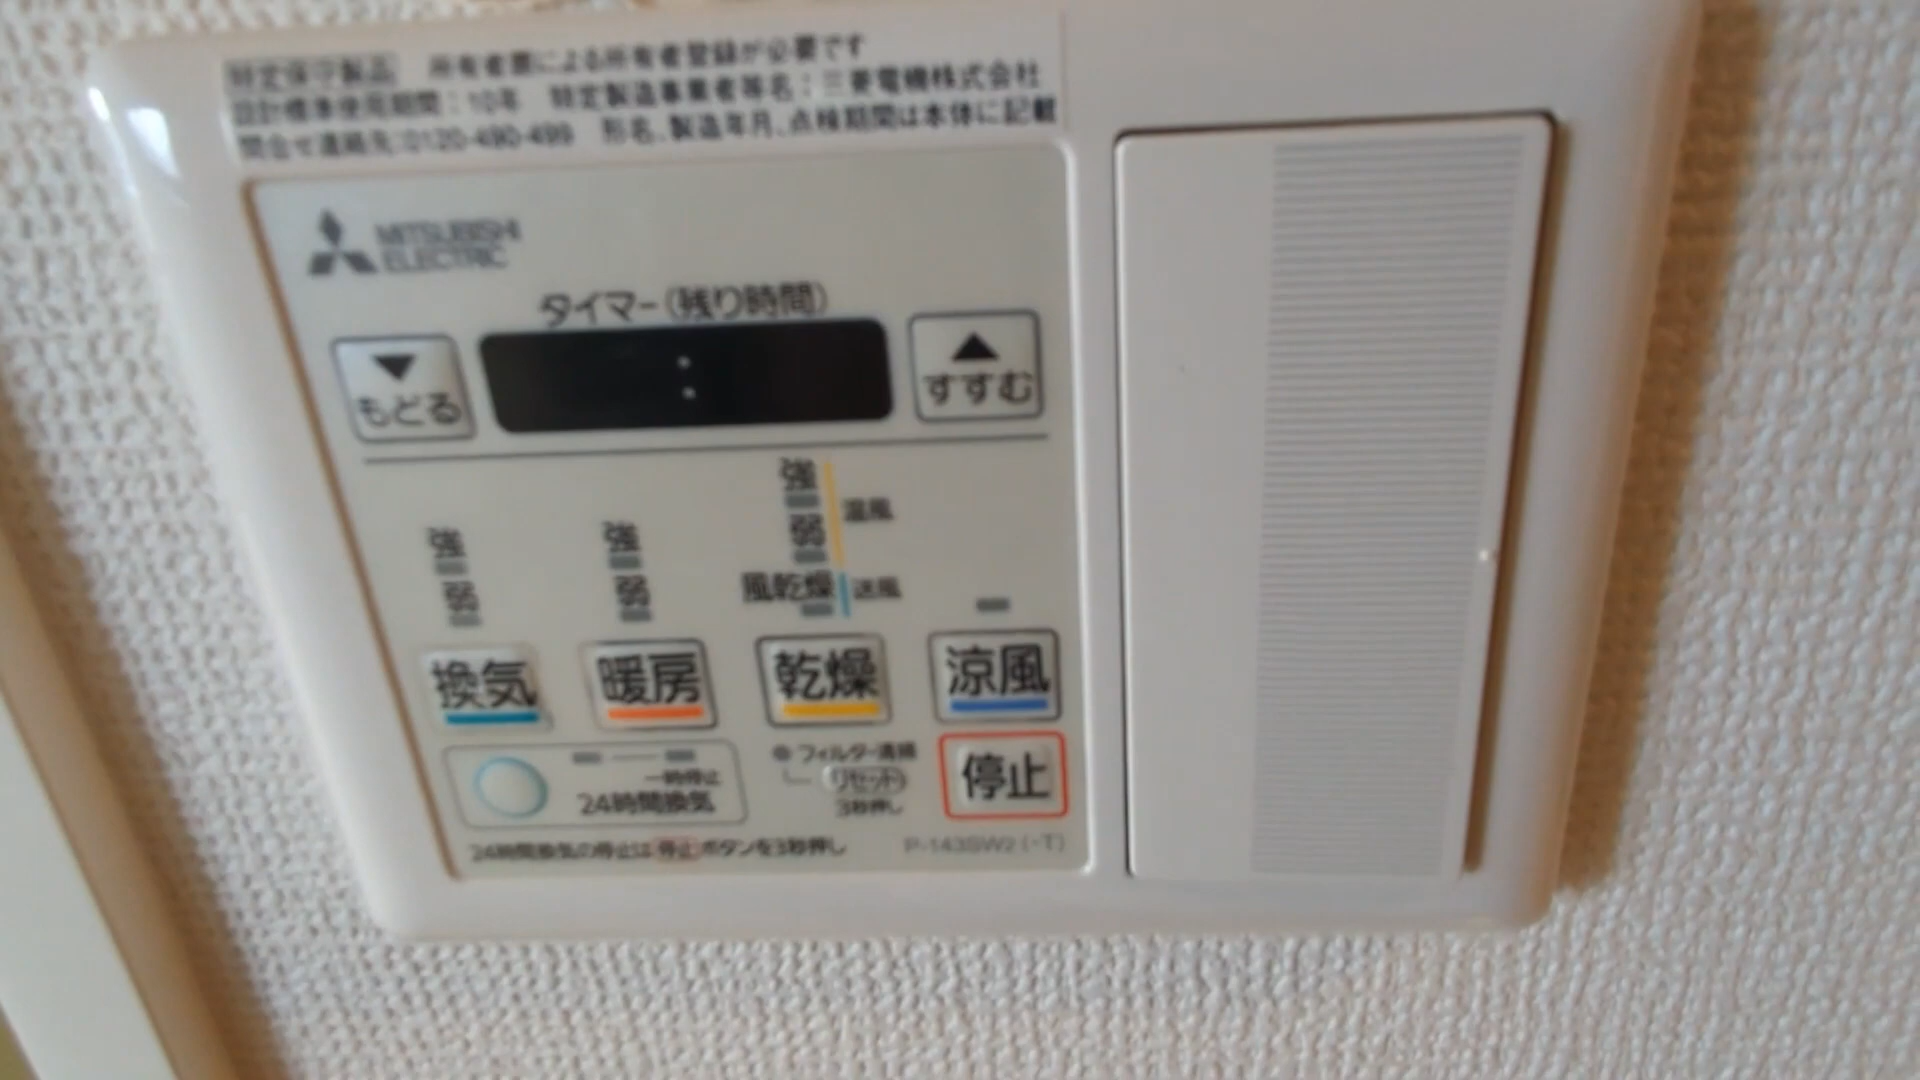 特定保守製品 所有者票による所有者登録が必要です
設計標準使用期間：10年 特定製造事業者等名：三菱電機株式会社
問合せ連絡先:0120-490-499 形名、製造年月、点検期間は本体に記載
MITSUBISHI
ELECTRIC
タイマー(残り時間)
▼
もどる
:
▲
すすむ
強
弱
強
弱
強
弱
温風
風乾燥
送風
換気
暖房
乾燥
涼風
一時停止
24時間換気
フィルター清掃
リセット
3秒押し
停止
24時間換気の停止は 停止 ボタンを3秒押し
P-143SW2(-T)